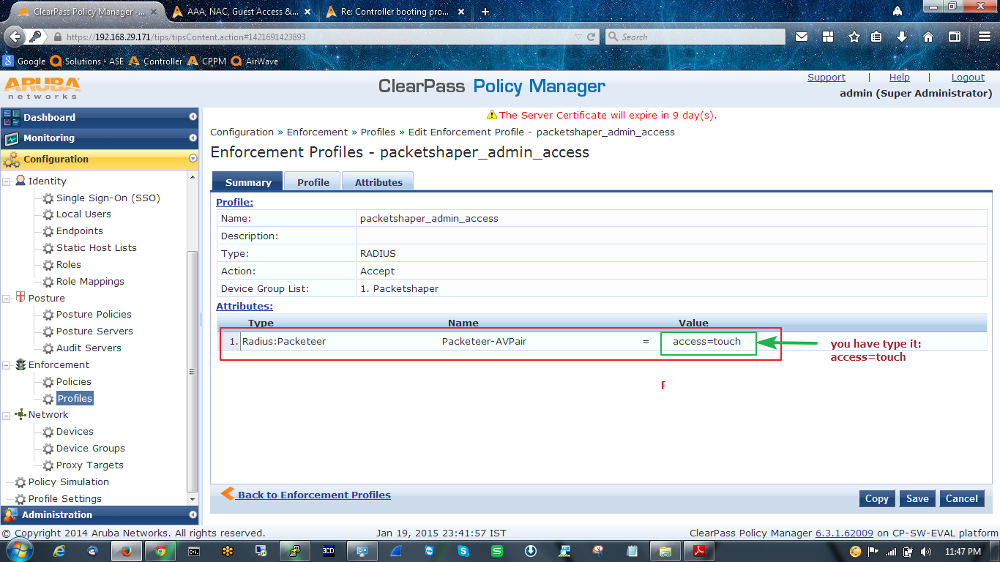 ClearPass Policy Manager -...
AAA, NAC, Guest Access &...
Re: Controller booting pro...
https://192.168.29.171/tips/tipsContent.action#1421691423893
Search
Google
Solutions - ASE
Controller
CPPM
AirWave
ARUBA
networks
ClearPass Policy Manager
Support | Help | Logout
admin (Super Administrator)
Dashboard
Monitoring
Configuration
Identity
Single Sign-On (SSO)
Local Users
Endpoints
Static Host Lists
Roles
Role Mappings
Posture
Posture Policies
Posture Servers
Audit Servers
Enforcement
Policies
Profiles
Network
Devices
Device Groups
Proxy Targets
Policy Simulation
Profile Settings
Administration
The Server Certificate will expire in 9 day(s).
Configuration » Enforcement » Profiles » Edit Enforcement Profile - packetshaper_admin_access
Enforcement Profiles - packetshaper_admin_access
Summary
Profile
Attributes
Profile:
Name: packetshaper_admin_access
Description:
Type: RADIUS
Action: Accept
Device Group List: 1. Packetshaper
Attributes:
Type Name Value
1. Radius:Packeteer Packeteer-AVPair = access=touch
you have type it:
access=touch
F
Back to Enforcement Profiles
Copy
Save
Cancel
© Copyright 2014 Aruba Networks. All rights reserved.
Jan 19, 2015 23:41:57 IST
ClearPass Policy Manager 6.3.1.62009 on CP-SW-EVAL platform
11:47 PM